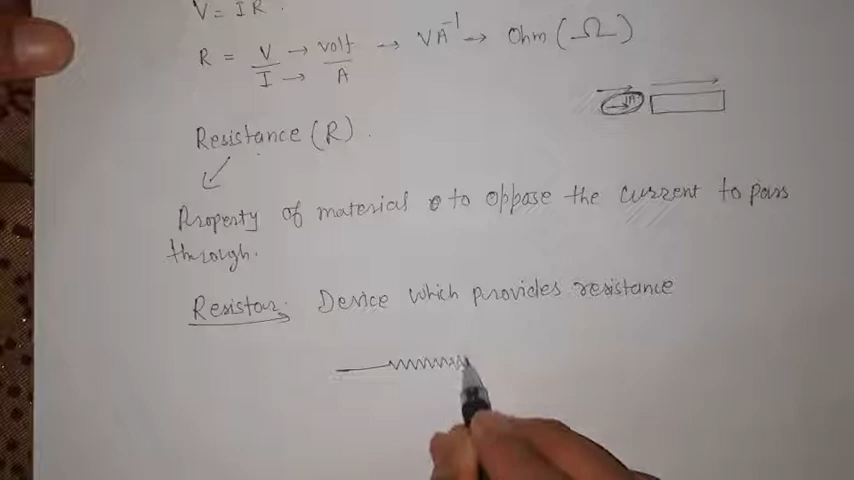 V = IR.
R = V/I → volt/A → VA⁻¹ → Ohm (Ω)
Resistance (R).
Property of material to oppose the current to pass
through.
Resistor. Device which provides resistance